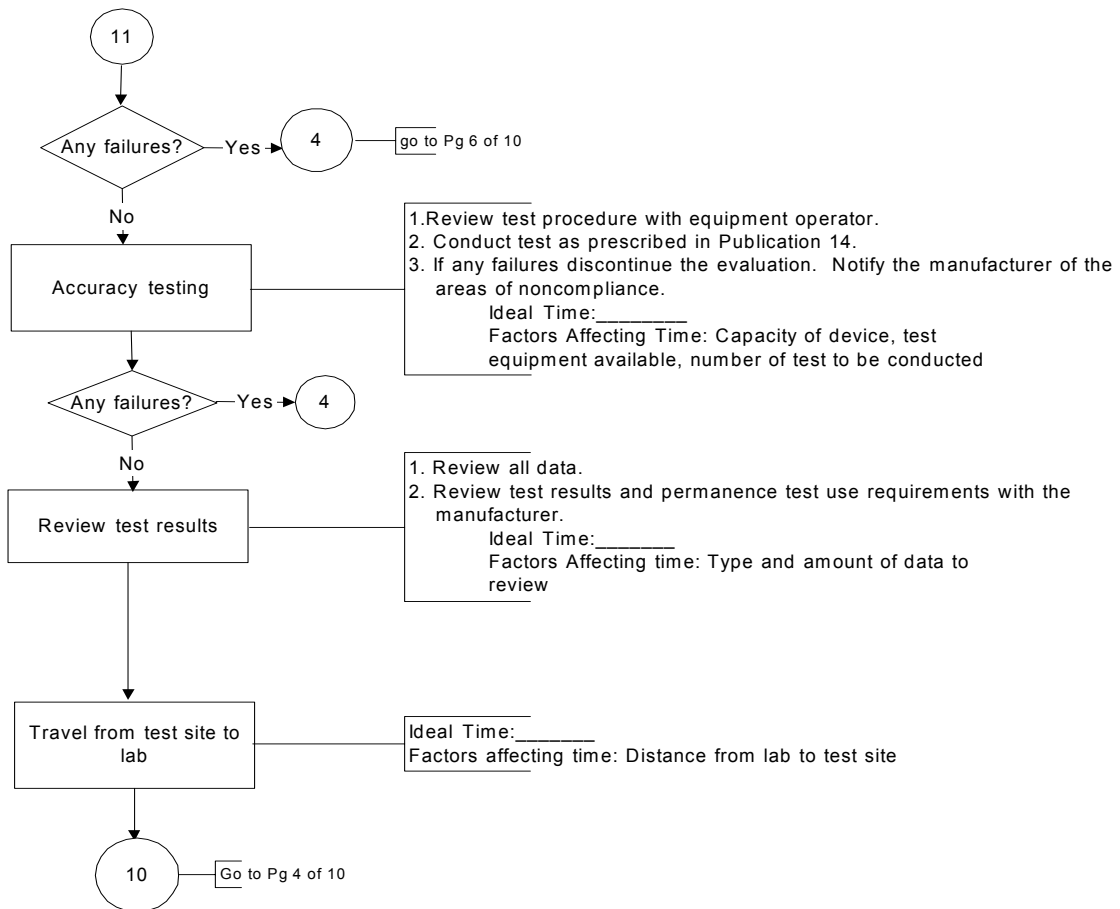 11
Any failures?
Yes
4
go to Pg 6 of 10
No
Accuracy testing
1.Review test procedure with equipment operator.
2. Conduct test as prescribed in Publication 14.
3. If any failures discontinue the evaluation. Notify the manufacturer of the
areas of noncompliance.
Ideal Time:________
Factors Affecting Time: Capacity of device, test
equipment available, number of test to be conducted
Any failures?
Yes
4
No
Review test results
1. Review all data.
2. Review test results and permanence test use requirements with the
manufacturer.
Ideal Time:_______
Factors Affecting time: Type and amount of data to
review
Travel from test site to
lab
Ideal Time:_______
Factors affecting time: Distance from lab to test site
10
Go to Pg 4 of 10